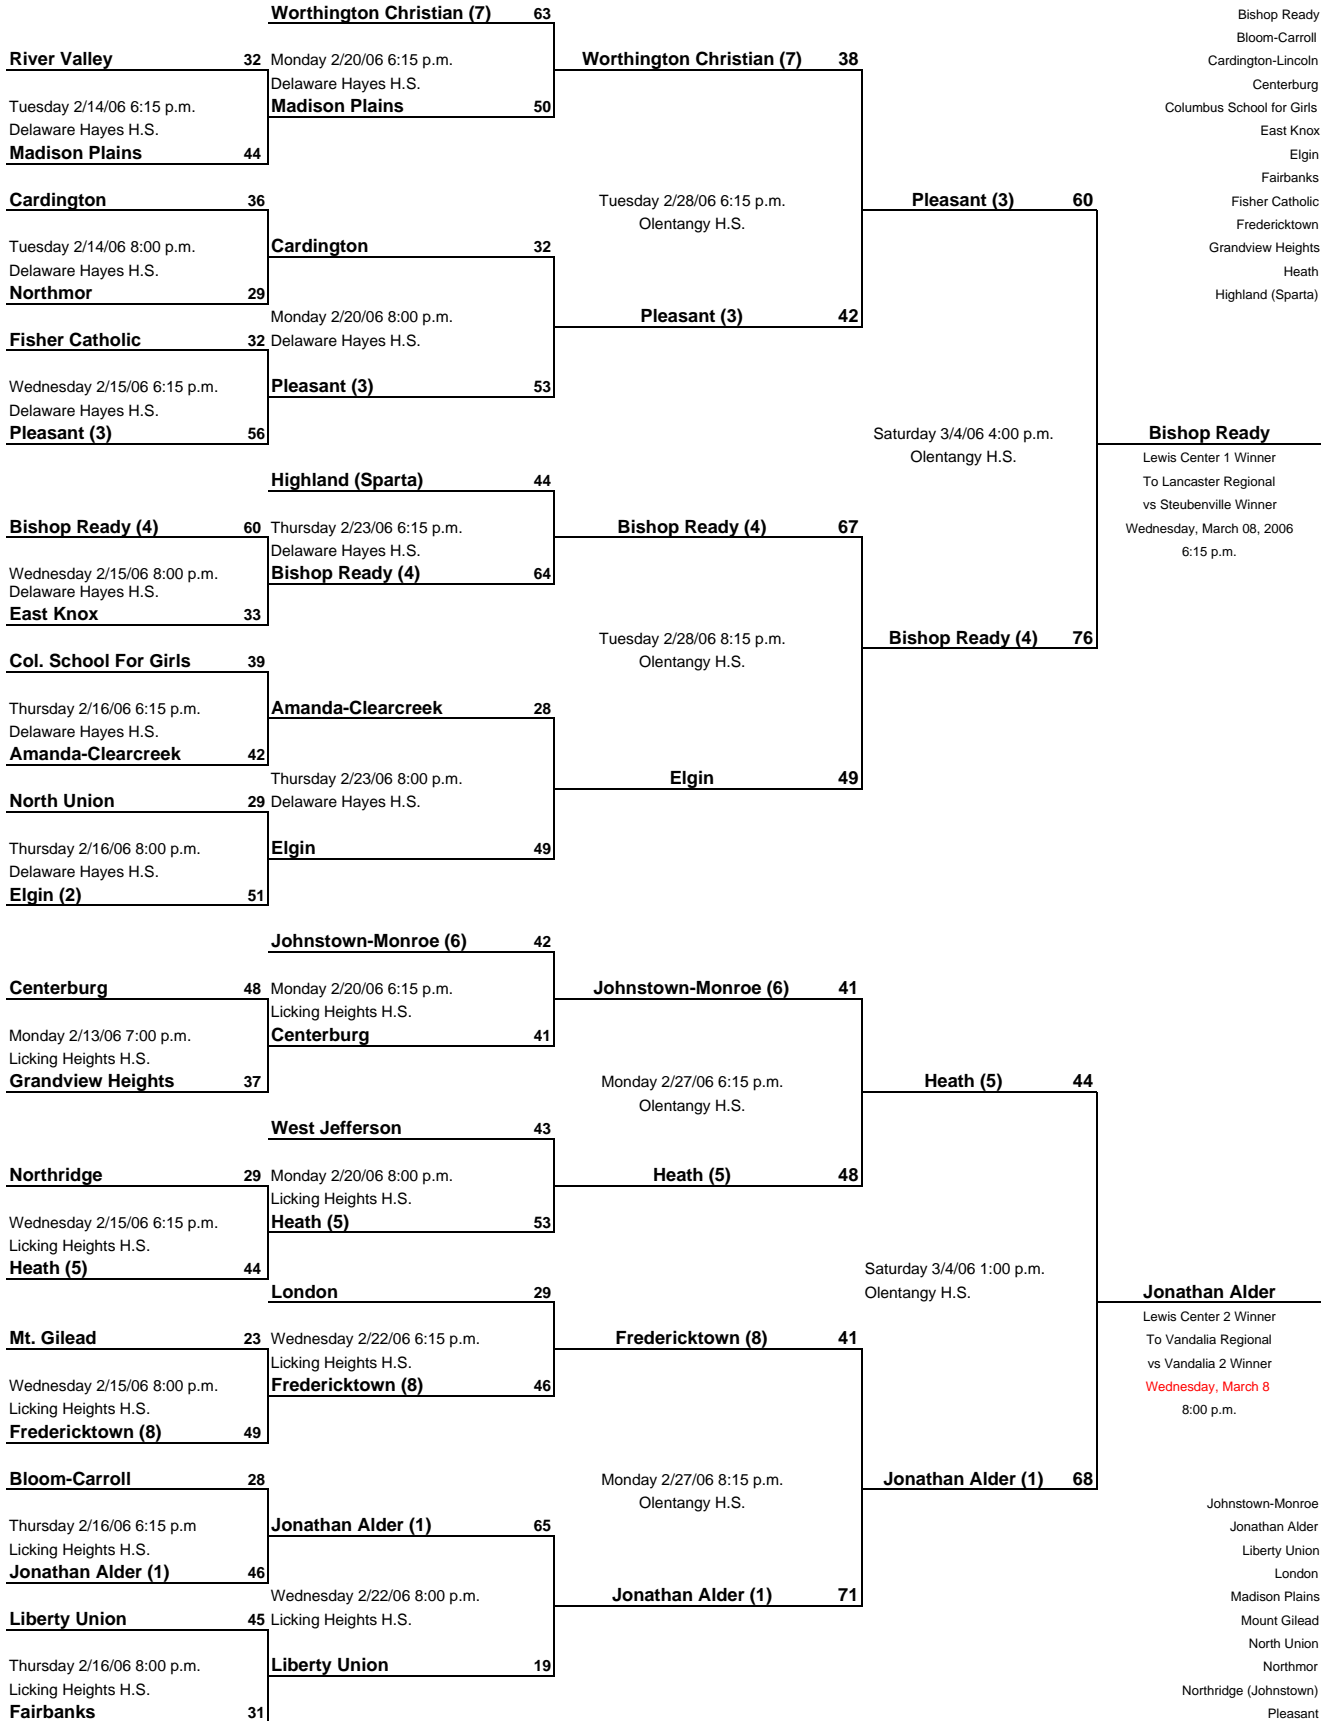 Worthington Christian (7) 63
Bishop Ready
Bloom-Carroll
River Valley 32 Monday 2/20/06 6:15 p.m. Worthington Christian (7) 38
Cardington-Lincoln
Delaware Hayes H.S.
Centerburg
Tuesday 2/14/06 6:15 p.m. Madison Plains 50
Columbus School for Girls
Delaware Hayes H.S.
East Knox
Madison Plains 44
Elgin
Fairbanks
Cardington 36 Tuesday 2/28/06 6:15 p.m. Pleasant (3) 60
Fisher Catholic
Olentangy H.S.
Fredericktown
Tuesday 2/14/06 8:00 p.m. Cardington 32
Grandview Heights
Delaware Hayes H.S.
Heath
Northmor 29
Highland (Sparta)
Monday 2/20/06 8:00 p.m. Pleasant (3) 42
Fisher Catholic 32 Delaware Hayes H.S.
Wednesday 2/15/06 6:15 p.m. Pleasant (3) 53
Delaware Hayes H.S.
Pleasant (3) 56
Saturday 3/4/06 4:00 p.m. Bishop Ready
Olentangy H.S. Lewis Center 1 Winner
Highland (Sparta) 44
To Lancaster Regional
vs Steubenville Winner
Bishop Ready (4) 60 Thursday 2/23/06 6:15 p.m. Bishop Ready (4) 67
Wednesday, March 08, 2006
Delaware Hayes H.S.
6:15 p.m.
Wednesday 2/15/06 8:00 p.m. Bishop Ready (4) 64
Delaware Hayes H.S.
East Knox 33
Tuesday 2/28/06 8:15 p.m. Bishop Ready (4) 76
Col. School For Girls 39 Olentangy H.S.
Thursday 2/16/06 6:15 p.m. Amanda-Clearcreek 28
Delaware Hayes H.S.
Amanda-Clearcreek 42
Thursday 2/23/06 8:00 p.m. Elgin 49
North Union 29 Delaware Hayes H.S.
Thursday 2/16/06 8:00 p.m. Elgin 49
Delaware Hayes H.S.
Elgin (2) 51
Johnstown-Monroe (6) 42
Centerburg 48 Monday 2/20/06 6:15 p.m. Johnstown-Monroe (6) 41
Licking Heights H.S.
Monday 2/13/06 7:00 p.m. Centerburg 41
Licking Heights H.S.
Grandview Heights 37 Monday 2/27/06 6:15 p.m. Heath (5) 44
Olentangy H.S.
West Jefferson 43
Northridge 29 Monday 2/20/06 8:00 p.m. Heath (5) 48
Licking Heights H.S.
Wednesday 2/15/06 6:15 p.m. Heath (5) 53
Licking Heights H.S.
Heath (5) 44 Saturday 3/4/06 1:00 p.m.
London 29 Olentangy H.S. Jonathan Alder
Lewis Center 2 Winner
Mt. Gilead 23 Wednesday 2/22/06 6:15 p.m. Fredericktown (8) 41
To Vandalia Regional
Licking Heights H.S.
vs Vandalia 2 Winner
Wednesday 2/15/06 8:00 p.m. Fredericktown (8) 46
Wednesday, March 8
Licking Heights H.S.
8:00 p.m.
Fredericktown (8) 49
Bloom-Carroll 28 Monday 2/27/06 8:15 p.m. Jonathan Alder (1) 68
Olentangy H.S.
Johnstown-Monroe
Thursday 2/16/06 6:15 p.m Jonathan Alder (1) 65
Jonathan Alder
Licking Heights H.S.
Liberty Union
Jonathan Alder (1) 46
London
Wednesday 2/22/06 8:00 p.m. Jonathan Alder (1) 71
Madison Plains
Liberty Union 45 Licking Heights H.S.
Mount Gilead
North Union
Thursday 2/16/06 8:00 p.m. Liberty Union 19
Northmor
Licking Heights H.S.
Northridge (Johnstown)
Fairbanks 31
Pleasant